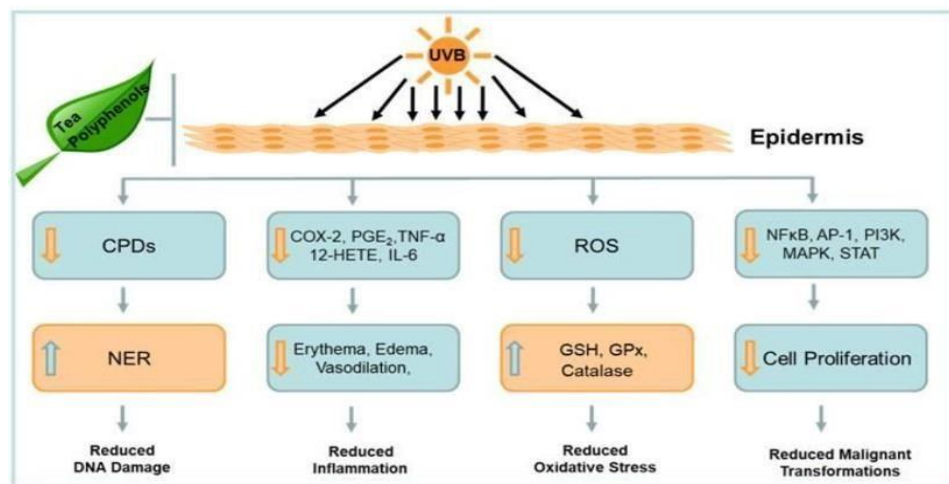 UVB
Tea
Polyphenols
Epidermis
CPDs
COX-2, PGE₂,TNF-α
12-HETE, IL-6
ROS
NFκB, AP-1, PI3K,
MAPK, STAT
NER
Erythema, Edema,
Vasodilation,
GSH, GPx,
Catalase
Cell Proliferation
Reduced
DNA Damage
Reduced
Inflammation
Reduced
Oxidative Stress
Reduced Malignant
Transformations